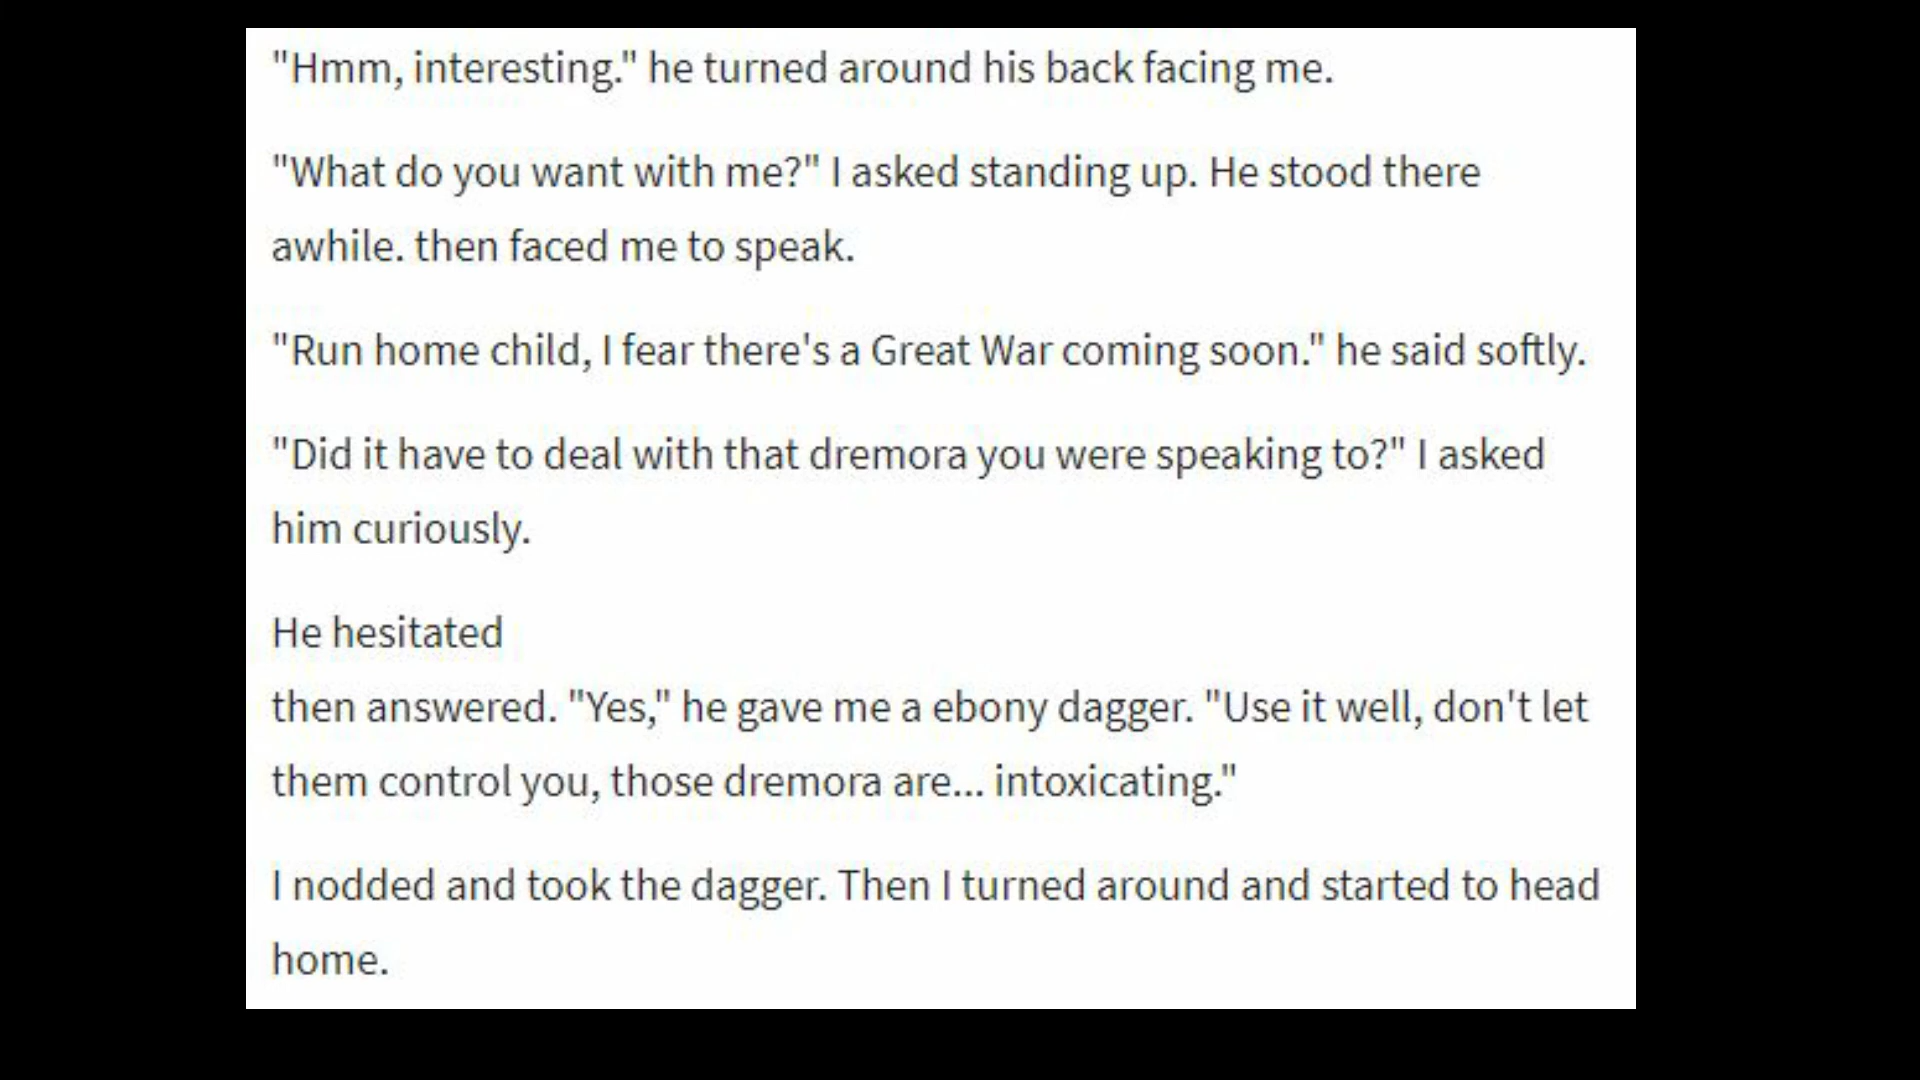 "Hmm, interesting." he turned around his back facing me.
"What do you want with me?" I asked standing up. He stood there
awhile. then faced me to speak.
"Run home child, I fear there's a Great War coming soon." he said softly.
"Did it have to deal with that dremora you were speaking to?" I asked
him curiously.
He hesitated
then answered. "Yes," he gave me a ebony dagger. "Use it well, don't let
them control you, those dremora are... intoxicating."
I nodded and took the dagger. Then I turned around and started to head
home.